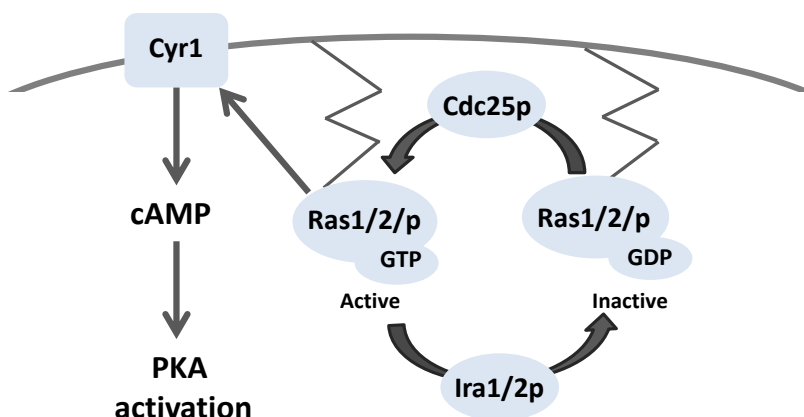 Cyr1
Cdc25p
cAMP
Ras1/2/p
GTP
Ras1/2/p
GDP
Active
Inactive
PKA
activation
Ira1/2p